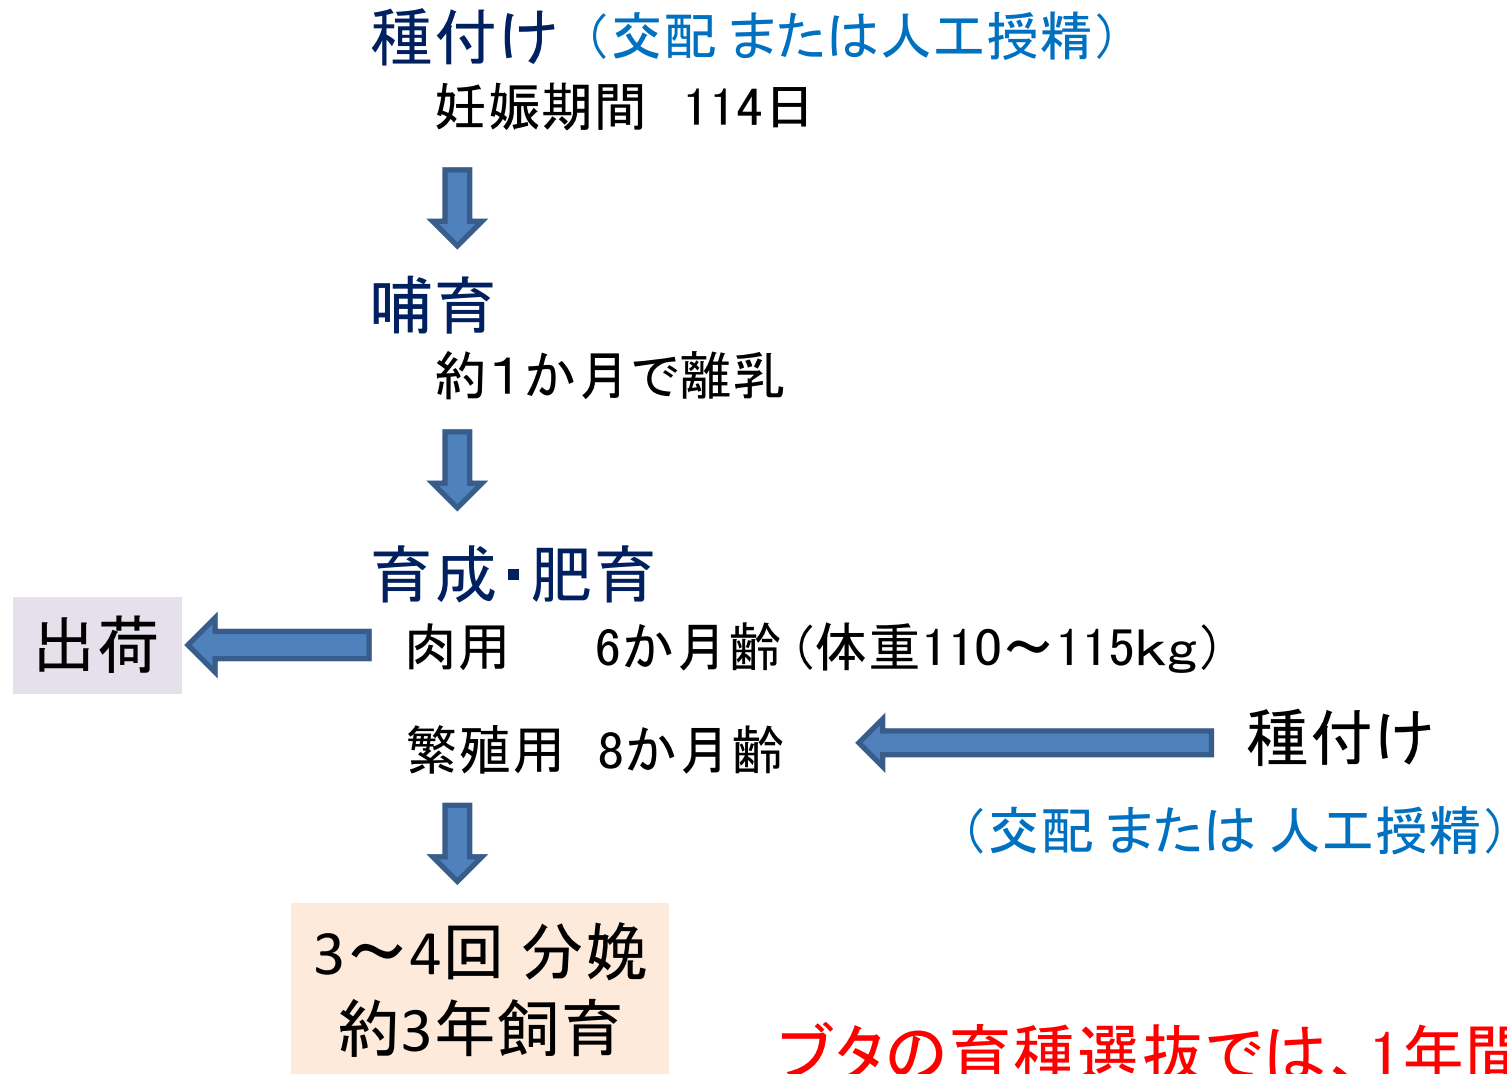 種付け（交配 または人工授精）
妊娠期間　114日
哺育
約１か月で離乳
育成・肥育
出荷
肉用　6か月齢（体重110～115kg）
繁殖用　8か月齢
種付け
（交配 または 人工授精）
3～4回 分娩
約3年飼育
ブタの育種選抜では、1年間